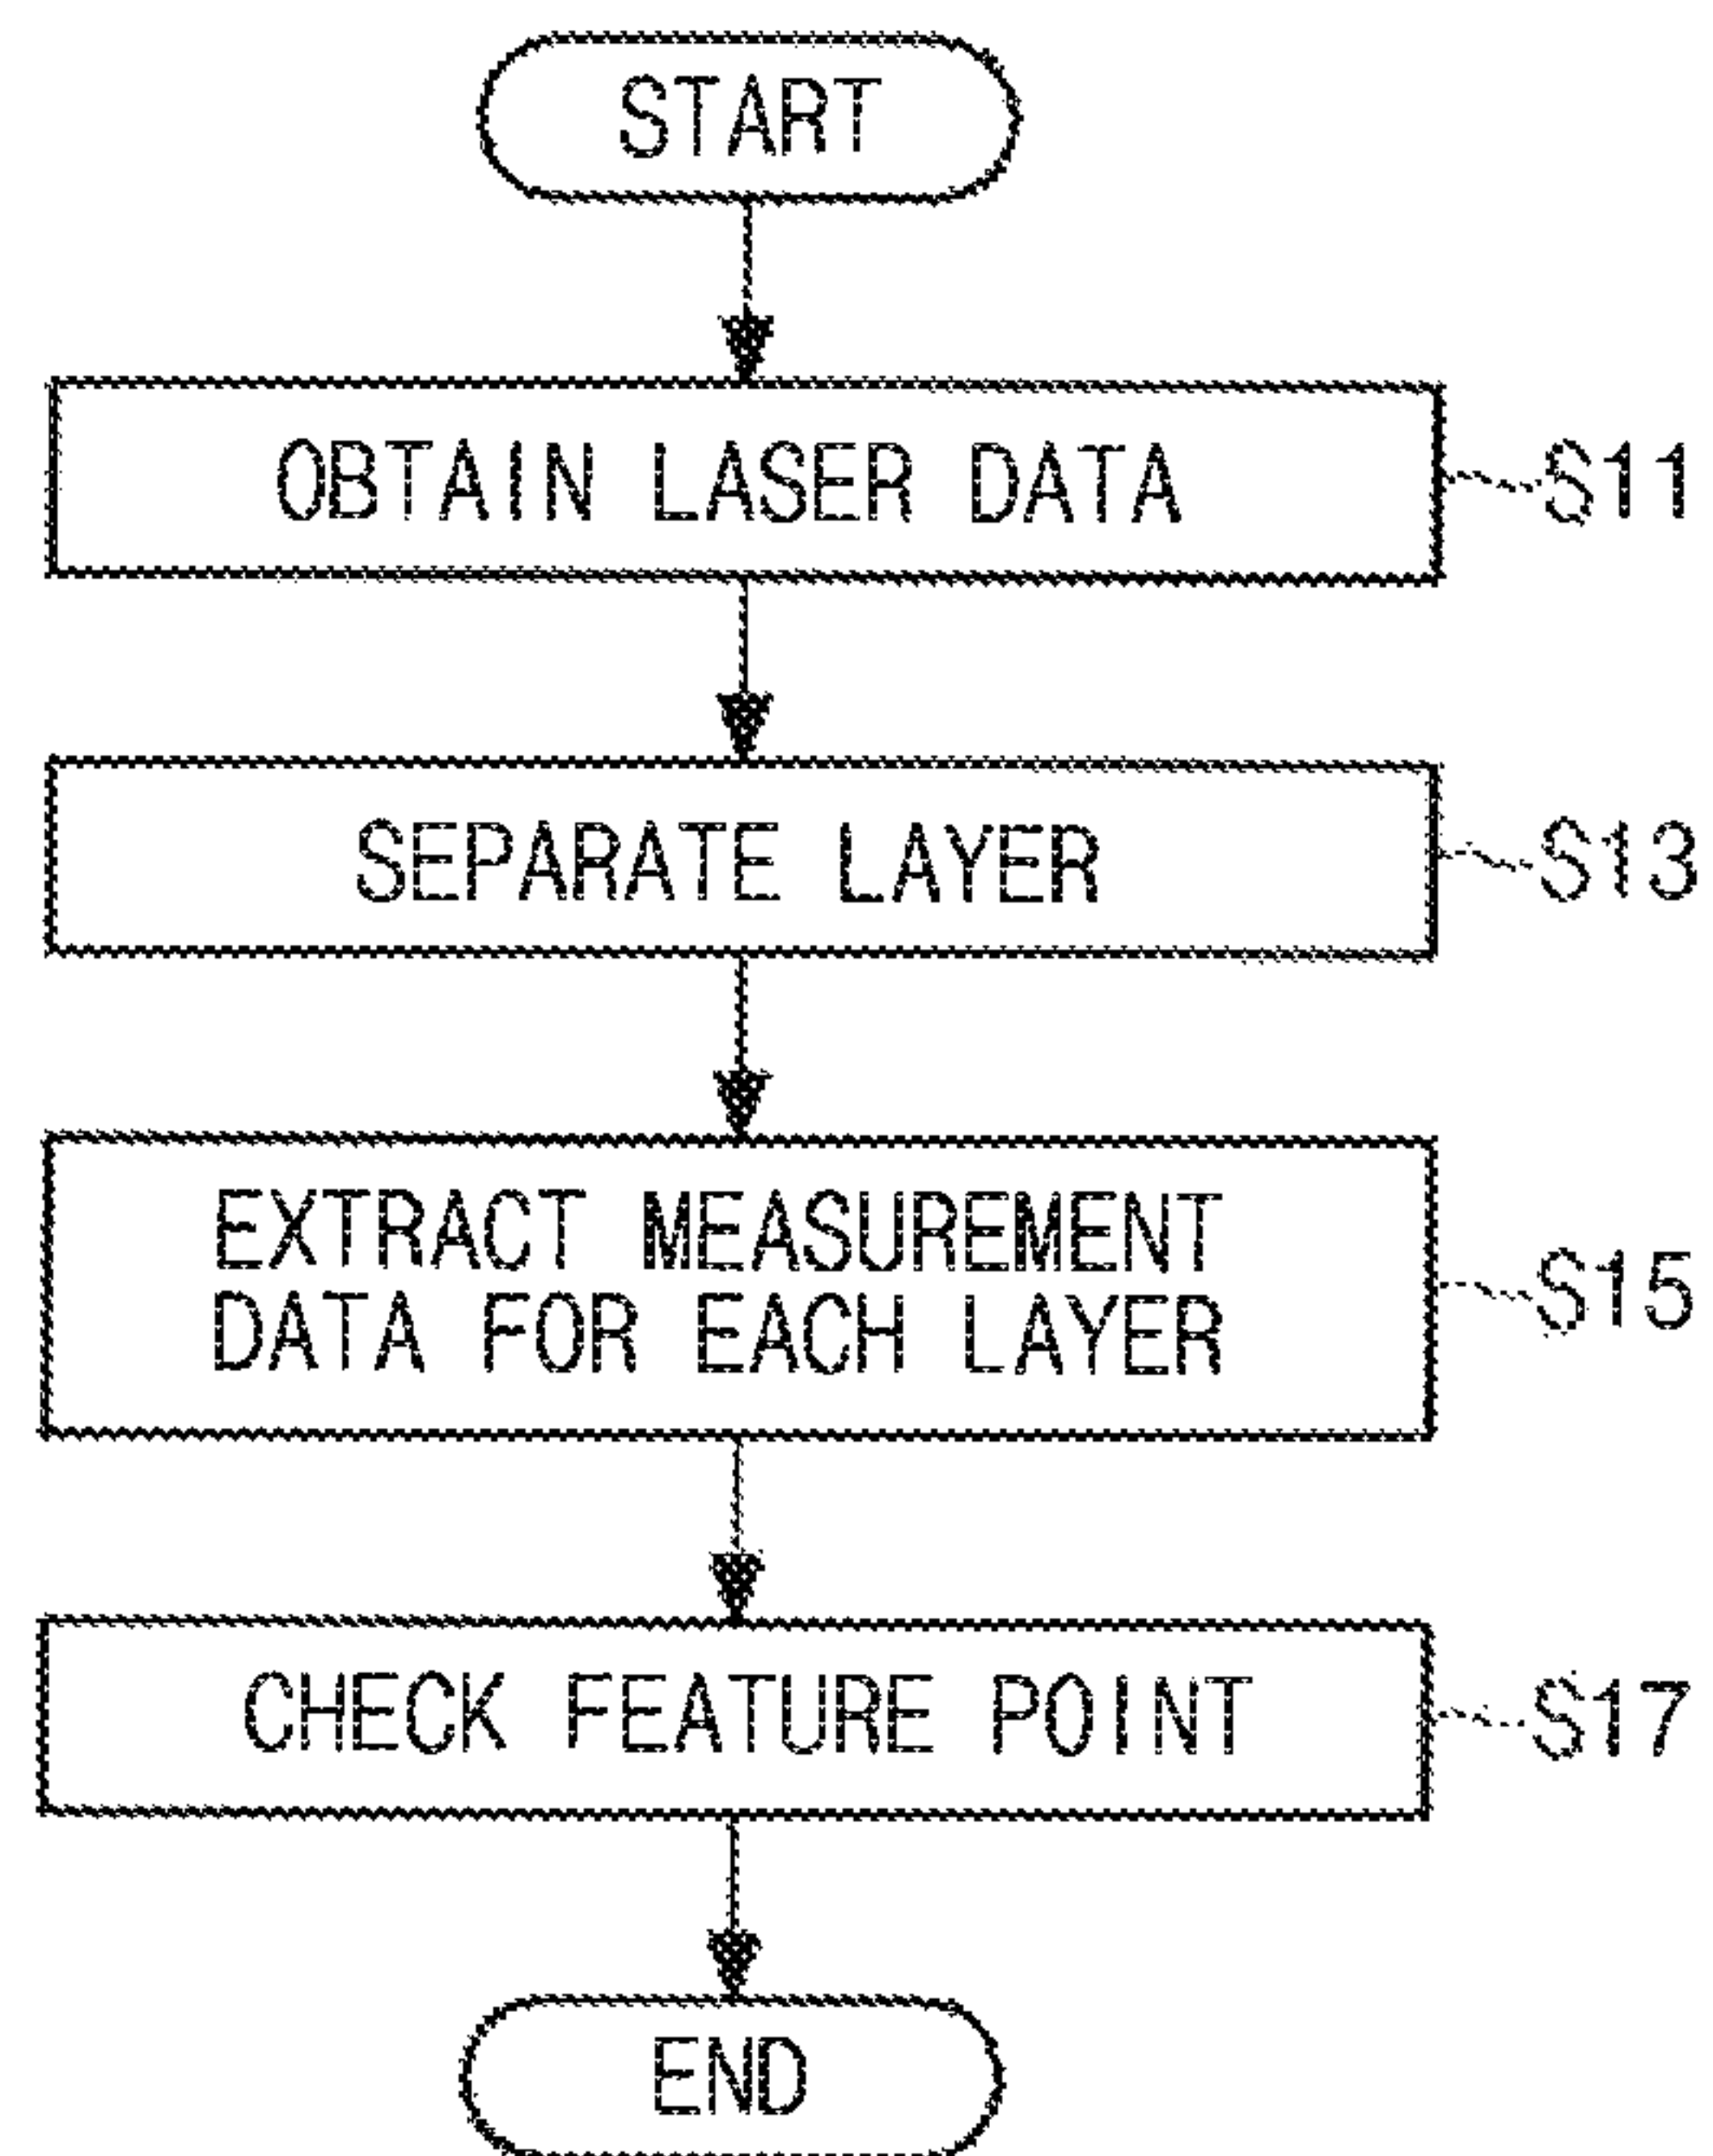 START
OBTAIN LASER DATA
S11
SEPARATE LAYER
S13
EXTRACT MEASUREMENT
DATA FOR EACH LAYER
S15
CHECK FEATURE POINT
S17
END